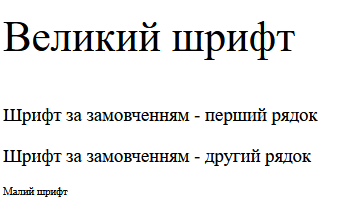 Великий шрифт
Шрифт за замовченням - перший рядок
Шрифт за замовченням - другий рядок
Малий шрифт